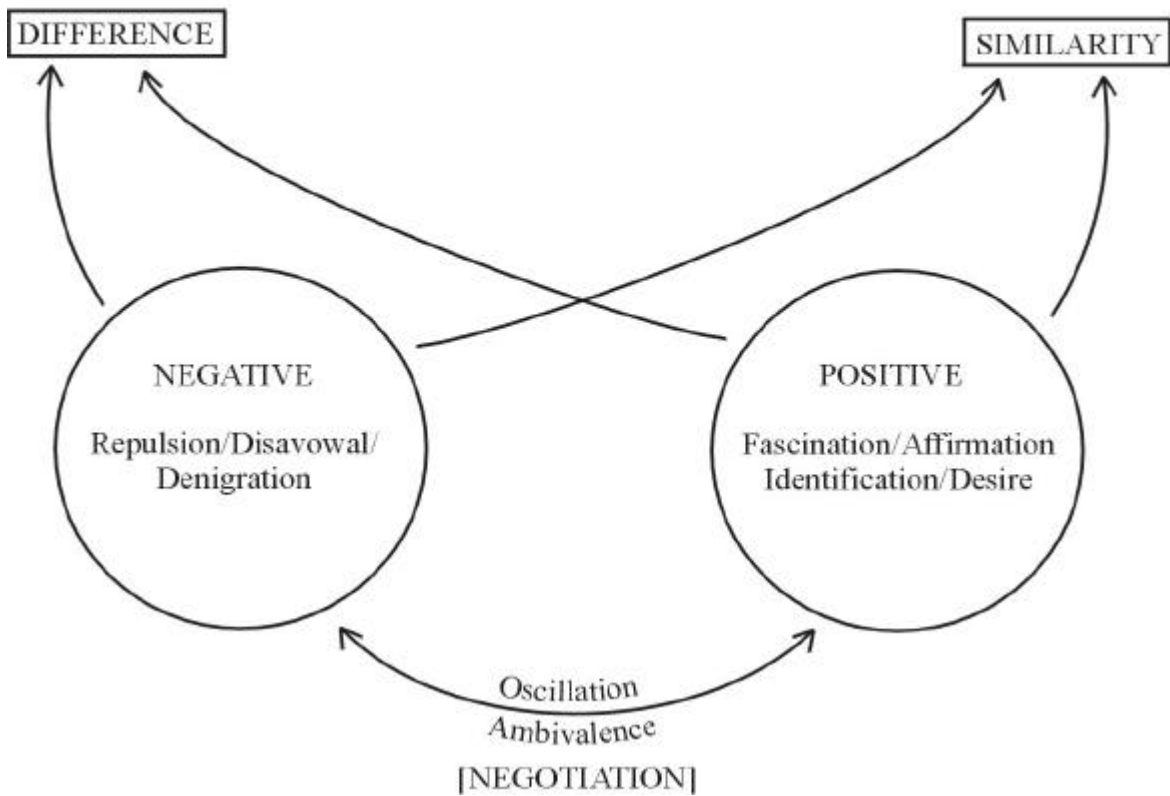 DIFFERENCE
SIMILARITY
NEGATIVE
Repulsion/Disavowal/
Denigration
POSITIVE
Fascination/Affirmation
Identification/Desire
Oscillation
Ambivalence
[NEGOTIATION]